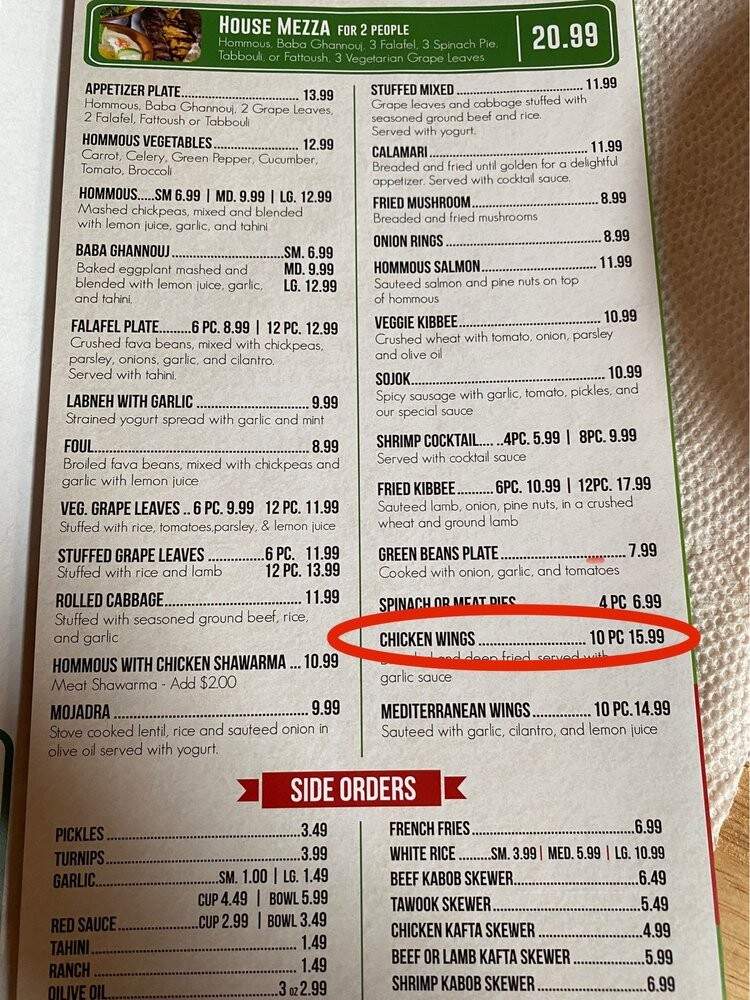 HOUSE MEZZA FOR 2 PEOPLE
Hommous, Baba Ghannouj, 3 Falafel, 3 Spinach Pie,
Tabbouli, or Fattoush, 3 Vegetarian Grape Leaves
20.99
APPETIZER PLATE.......................... 13.99
Hommous, Baba Ghannouj, 2 Grape Leaves,
2 Falafel, Fattoush or Tabbouli
HOMMOUS VEGETABLES................... 12.99
Carrot, Celery, Green Pepper, Cucumber,
Tomato, Broccoli
HOMMOUS.....SM 6.99 | MD. 9.99 | LG. 12.99
Mashed chickpeas, mixed and blended
with lemon juice, garlic, and tahini
BABA GHANNOUJ ........................SM. 6.99
Baked eggplant mashed and MD. 9.99
blended with lemon juice, garlic, LG. 12.99
and tahini.
FALAFEL PLATE.......6 PC. 8.99 | 12 PC. 12.99
Crushed fava beans, mixed with chickpeas,
parsley, onions, garlic, and cilantro.
Served with tahini.
LABNEH WITH GARLIC ........................ 9.99
Strained yogurt spread with garlic and mint
FOUL................................................. 8.99
Broiled fava beans, mixed with chickpeas and
garlic with lemon juice
VEG. GRAPE LEAVES .. 6 PC. 9.99 12 PC. 11.99
Stuffed with rice, tomatoes,parsley, & lemon juice
STUFFED GRAPE LEAVES ............6 PC. 11.99
Stuffed with rice and lamb 12 PC. 13.99
ROLLED CABBAGE............................ 11.99
Stuffed with seasoned ground beef, rice,
and garlic
HOMMOUS WITH CHICKEN SHAWARMA ... 10.99
Meat Shawarma - Add $2.00
MOJADRA ......................................... 9.99
Stove cooked lentil, rice and sauteed onion in
olive oil served with yogurt.
STUFFED MIXED ........................... 11.99
Grape leaves and cabbage stuffed with
seasoned ground beef and rice.
Served with yogurt.
CALAMARI.................................... 11.99
Breaded and fried until golden for a delightful
appetizer. Served with cocktail sauce.
FRIED MUSHROOM........................... 8.99
Breaded and fried mushrooms
ONION RINGS .................................. 8.99
HOMMOUS SALMON......................... 11.99
Sauteed salmon and pine nuts on top
of hommous
VEGGIE KIBBEE............................... 10.99
Crushed wheat with tomato, onion, parsley
and olive oil
SOJOK............................................ 10.99
Spicy sausage with garlic, tomato, pickles, and
our special sauce
SHRIMP COCKTAIL.... ..4PC. 5.99 | 8PC. 9.99
Served with cocktail sauce
FRIED KIBBEE.......... 6PC. 10.99 | 12PC. 17.99
Sauteed lamb, onion, pine nuts, in a crushed
wheat and ground lamb
GREEN BEANS PLATE........................... 7.99
Cooked with onion, garlic, and tomatoes
SPINACH OR MEAT PIES 4 PC 6.99
CHICKEN WINGS ........................... 10 PC 15.99
and deep fried, served with
garlic sauce
MEDITERRANEAN WINGS............. 10 PC.14.99
Sauteed with garlic, cilantro, and lemon juice
SIDE ORDERS
PICKLES............................................3.49
TURNIPS............................................3.99
GARLIC...........................SM. 1.00 | LG. 1.49
CUP 4.49 | BOWL 5.99
RED SAUCE..................CUP 2.99 | BOWL 3.49
TAHINI.............................................. 1.49
RANCH ............................................. 1.49
OILIVE OIL.....................................3 oz 2.99
FRENCH FRIES.....................................6.99
WHITE RICE ........SM. 3.99 | MED. 5.99 | LG. 10.99
BEEF KABOB SKEWER............................6.49
TAWOOK SKEWER.................................5.49
CHICKEN KAFTA SKEWER ......................4.99
BEEF OR LAMB KAFTA SKEWER ................5.99
SHRIMP KABOB SKEWER........................6.99